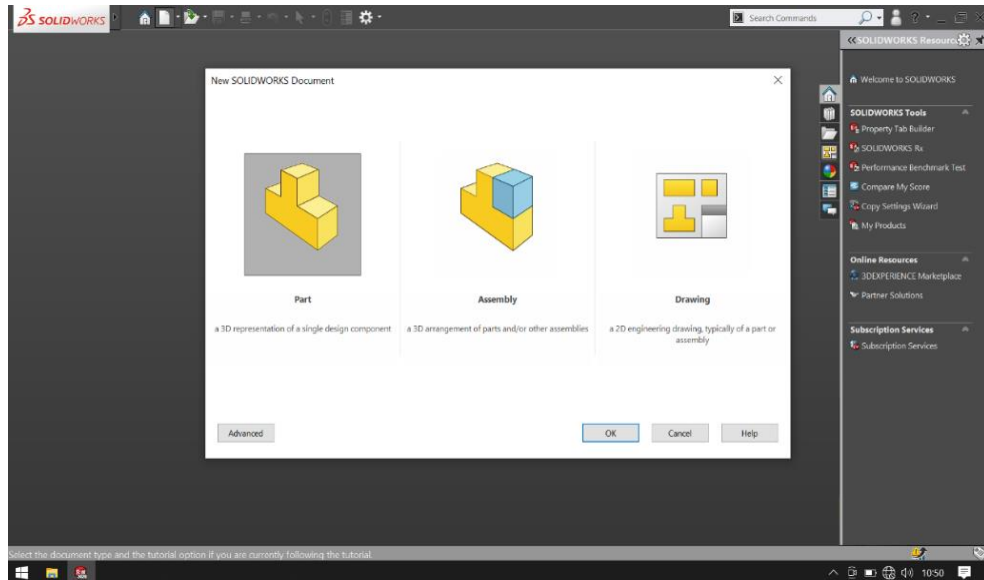 SOLIDWORKS
Search Commands
SOLIDWORKS Resourc
New SOLIDWORKS Document
Welcome to SOLIDWORKS
SOLIDWORKS Tools
Property Tab Builder
SOLIDWORKS Rx
Performance Benchmark Test
Compare My Score
Copy Settings Wizard
My Products
Online Resources
3DEXPERIENCE Marketplace
Partner Solutions
Subscription Services
Subscription Services
Part
Assembly
Drawing
a 3D representation of a single design component
a 3D arrangement of parts and/or other assemblies
a 2D engineering drawing, typically of a part or
assembly
Advanced
OK
Cancel
Help
Select the document type and the tutorial option if you are currently following the tutorial.
10:50